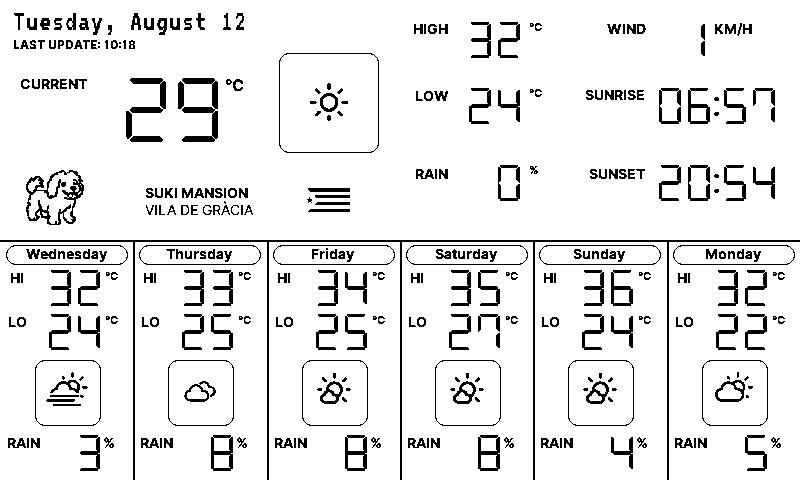 Tuesday, August 12
LAST UPDATE: 10:18
CURRENT 29 °C
HIGH 32 °C
LOW 24 °C
RAIN 0 %
WIND 1 KM/H
SUNRISE 06:57
SUNSET 20:54
SUKI MANSION
VILA DE GRÀCIA
Wednesday
HI 32 °C
LO 24 °C
RAIN 3 %
Thursday
HI 33 °C
LO 25 °C
RAIN 8 %
Friday
HI 34 °C
LO 25 °C
RAIN 8 %
Saturday
HI 35 °C
LO 27 °C
RAIN 8 %
Sunday
HI 36 °C
LO 24 °C
RAIN 4 %
Monday
HI 32 °C
LO 22 °C
RAIN 5 %